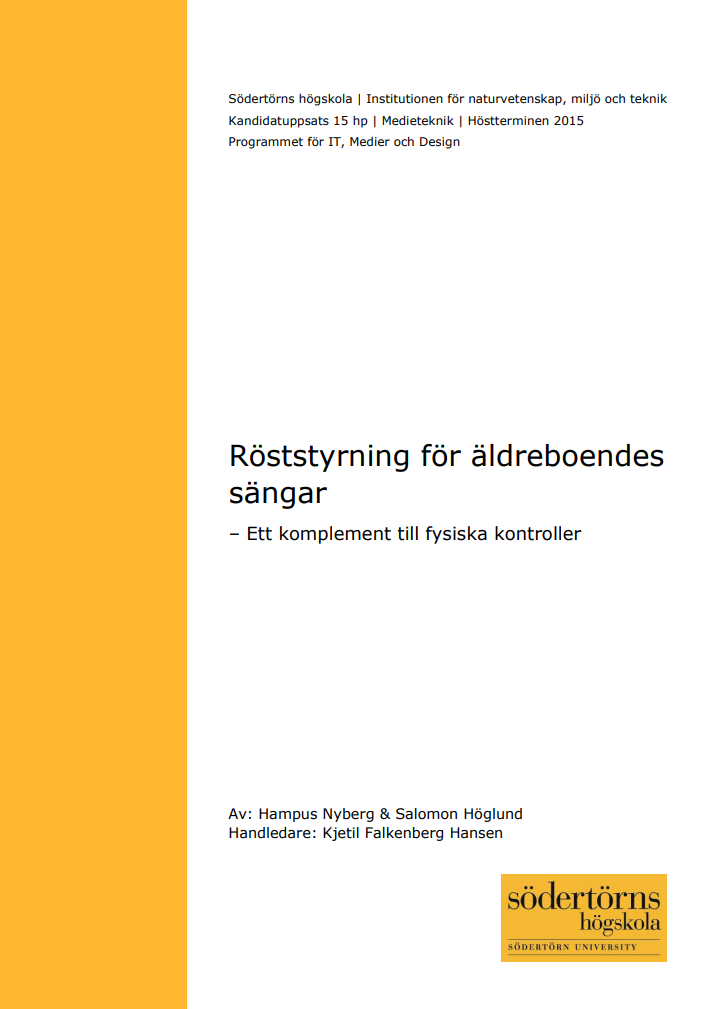 Södertörns högskola | Institutionen för naturvetenskap, miljö och teknik
Kandidatuppsats 15 hp | Medieteknik | Höstterminen 2015
Programmet för IT, Medier och Design
Röststyrning för äldreboendes
sängar
– Ett komplement till fysiska kontroller
Av: Hampus Nyberg & Salomon Höglund
Handledare: Kjetil Falkenberg Hansen
södertörns
högskola
SÖDERTÖRN UNIVERSITY